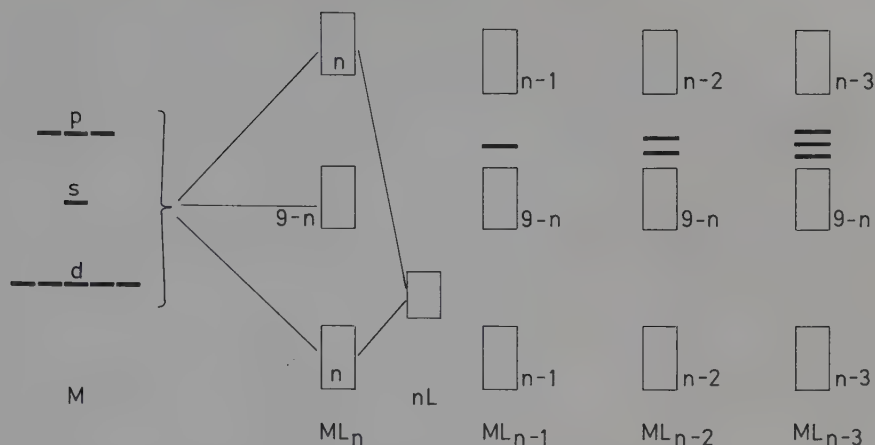 n n-1 n-2 n-3
p
s
9-n 9-n 9-n 9-n
d
n n-1 n-2 n-3
M nL
MLn MLn-1 MLn-2 MLn-3